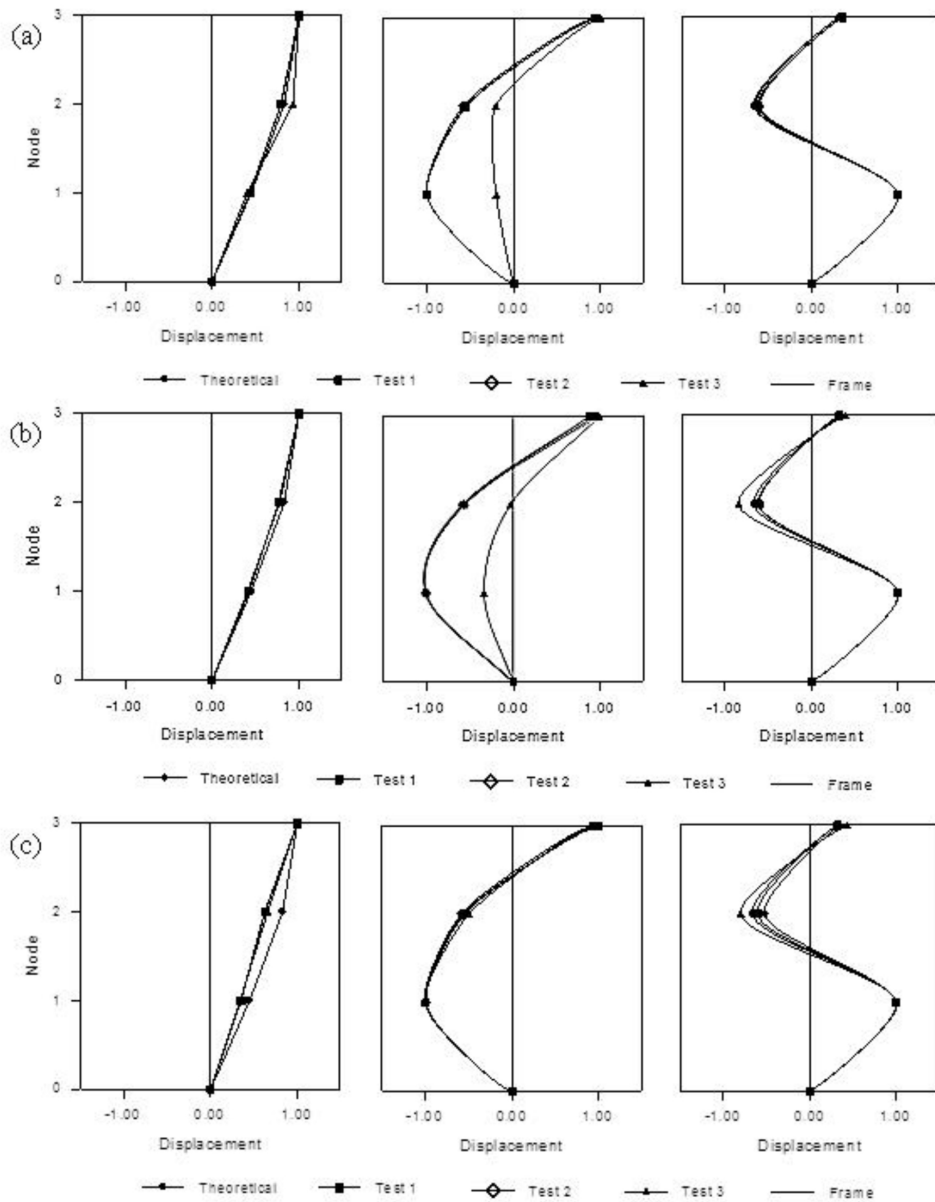 (a)
3
2
1
0
Node
-1.00 0.00 1.00
Displacement
-1.00 0.00 1.00
Displacement
-1.00 0.00 1.00
Displacement
Theoretical Test 1 Test 2 Test 3 Frame
(b)
3
2
1
0
Node
-1.00 0.00 1.00
Displacement
-1.00 0.00 1.00
Displacement
-1.00 0.00 1.00
Displacement
Theoretical Test 1 Test 2 Test 3 Frame
(c)
3
2
1
0
Node
-1.00 0.00 1.00
Displacement
-1.00 0.00 1.00
Displacement
-1.00 0.00 1.00
Displacement
Theoretical Test 1 Test 2 Test 3 Frame